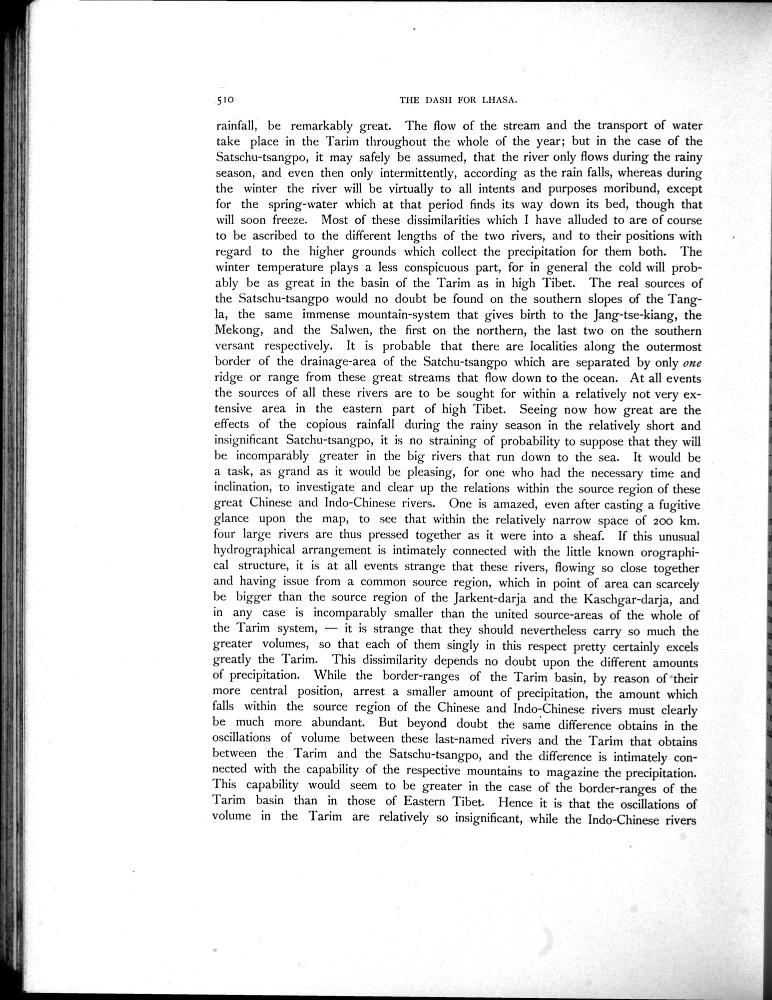 510 THE DASH FOR LHASA.
rainfall, be remarkably great. The flow of the stream and the transport of water
take place in the Tarim throughout the whole of the year; but in the case of the
Satschu-tsangpo, it may safely be assumed, that the river only flows during the rainy
season, and even then only intermittently, according as the rain falls, whereas during
the winter the river will be virtually to all intents and purposes moribund, except
for the spring-water which at that period finds its way down its bed, though that
will soon freeze. Most of these dissimilarities which I have alluded to are of course
to be ascribed to the different lengths of the two rivers, and to their positions with
regard to the higher grounds which collect the precipitation for them both. The
winter temperature plays a less conspicuous part, for in general the cold will prob-
ably be as great in the basin of the Tarim as in high Tibet. The real sources of
the Satschu-tsangpo would no doubt be found on the southern slopes of the Tang-
la, the same immense mountain-system that gives birth to the Jang-tse-kiang, the
Mekong, and the Salwen, the first on the northern, the last two on the southern
versant respectively. It is probable that there are localities along the outermost
border of the drainage-area of the Satchu-tsangpo which are separated by only one
ridge or range from these great streams that flow down to the ocean. At all events
the sources of all these rivers are to be sought for within a relatively not very ex-
tensive area in the eastern part of high Tibet. Seeing now how great are the
effects of the copious rainfall during the rainy season in the relatively short and
insignificant Satchu-tsangpo, it is no straining of probability to suppose that they will
be incomparably greater in the big rivers that run down to the sea. It would be
a task, as grand as it would be pleasing, for one who had the necessary time and
inclination, to investigate and clear up the relations within the source region of these
great Chinese and Indo-Chinese rivers. One is amazed, even after casting a fugitive
glance upon the map, to see that within the relatively narrow space of 200 km.
four large rivers are thus pressed together as it were into a sheaf. If this unusual
hydrographical arrangement is intimately connected with the little known orographi-
cal structure, it is at all events strange that these rivers, flowing so close together
and having issue from a common source region, which in point of area can scarcely
be bigger than the source region of the Jarkent-darja and the Kaschgar-darja, and
in any case is incomparably smaller than the united source-areas of the whole of
the Tarim system, — it is strange that they should nevertheless carry so much the
greater volumes, so that each of them singly in this respect pretty certainly excels
greatly the Tarim. This dissimilarity depends no doubt upon the different amounts
of precipitation. While the border-ranges of the Tarim basin, by reason of their
more central position, arrest a smaller amount of precipitation, the amount which
falls within the source region of the Chinese and Indo-Chinese rivers must clearly
be much more abundant. But beyond doubt the same difference obtains in the
oscillations of volume between these last-named rivers and the Tarim that obtains
between the Tarim and the Satschu-tsangpo, and the difference is intimately con-
nected with the capability of the respective mountains to magazine the precipitation.
This capability would seem to be greater in the case of the border-ranges of the
Tarim basin than in those of Eastern Tibet. Hence it is that the oscillations of
volume in the Tarim are relatively so insignificant, while the Indo-Chinese rivers